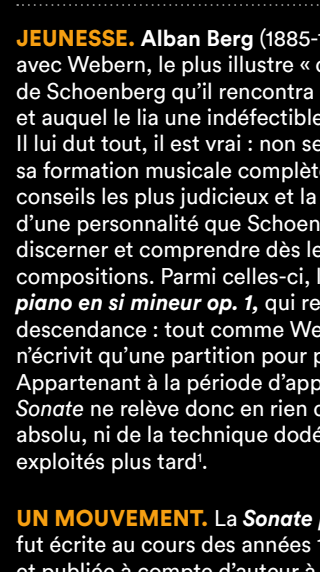 JEUNESSE. Alban Berg (1885-
avec Webern, le plus illustre «
de Schoenberg qu'il rencontra
et auquel le lia une indéfectible
Il lui dut tout, il est vrai : non se
sa formation musicale complèt
conseils les plus judicieux et la
d'une personnalité que Schoen
discerner et comprendre dès le
compositions. Parmi celles-ci, l
piano en si mineur op. 1, qui re
descendance : tout comme We
n'écrivit qu'une partition pour p
Appartenant à la période d'app
Sonate ne relève donc en rien
absolu, ni de la technique dodé
exploités plus tard¹.

UN MOUVEMENT. La Sonate p
fut écrite au cours des années 1
et publiée à compte d'auteur à